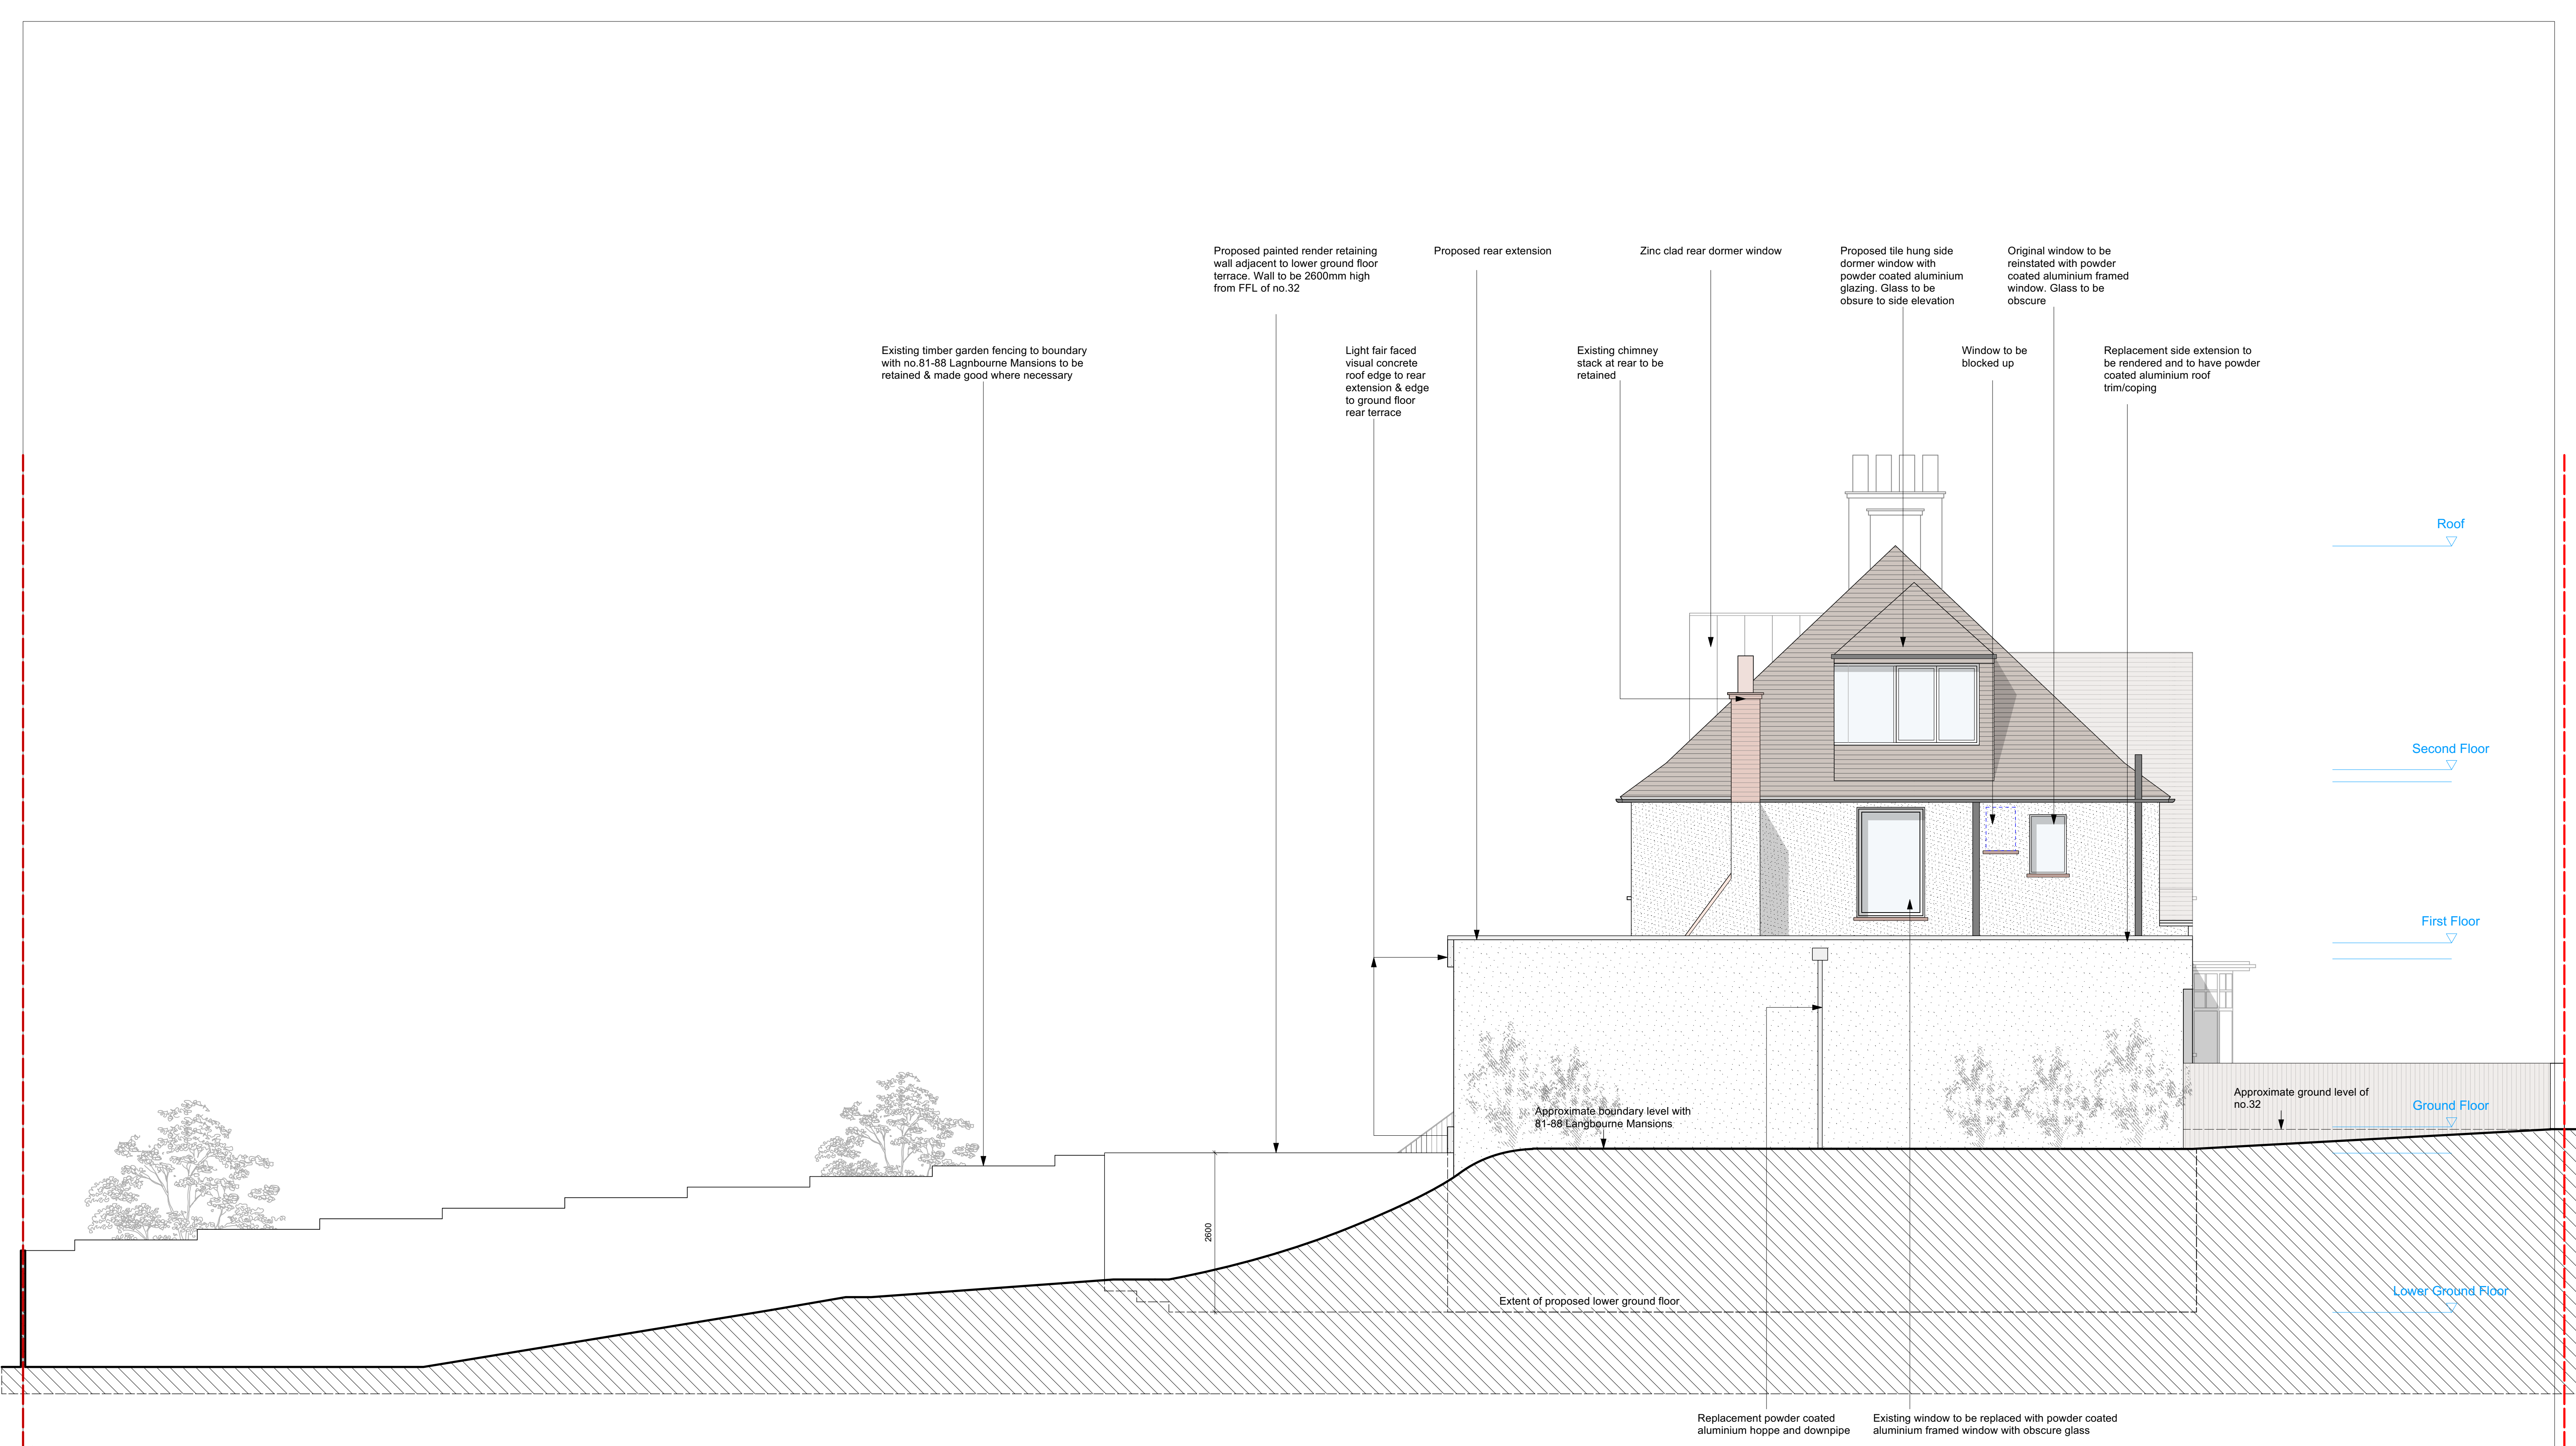 Proposed painted render retaining
wall adjacent to lower ground floor
terrace. Wall to be 2600mm high
from FFL of no.32
Proposed rear extension
Zinc clad rear dormer window
Proposed tile hung side
dormer window with
powder coated aluminium
glazing. Glass to be
obsure to side elevation
Original window to be
reinstated with powder
coated aluminium framed
window. Glass to be
obscure
Existing timber garden fencing to boundary
with no.81-88 Lagnbourne Mansions to be
retained & made good where necessary
Light fair faced
visual concrete
roof edge to rear
extension & edge
to ground floor
rear terrace
Existing chimney
stack at rear to be
retained
Window to be
blocked up
Replacement side extension to
be rendered and to have powder
coated aluminium roof
trim/coping
Roof
Second Floor
First Floor
Approximate ground level of
no.32
Ground Floor
Approximate boundary level with
81-88 Langbourne Mansions
2600
Extent of proposed lower ground floor
Lower Ground Floor
Replacement powder coated
aluminium hoppe and downpipe
Existing window to be replaced with powder coated
aluminium framed window with obscure glass